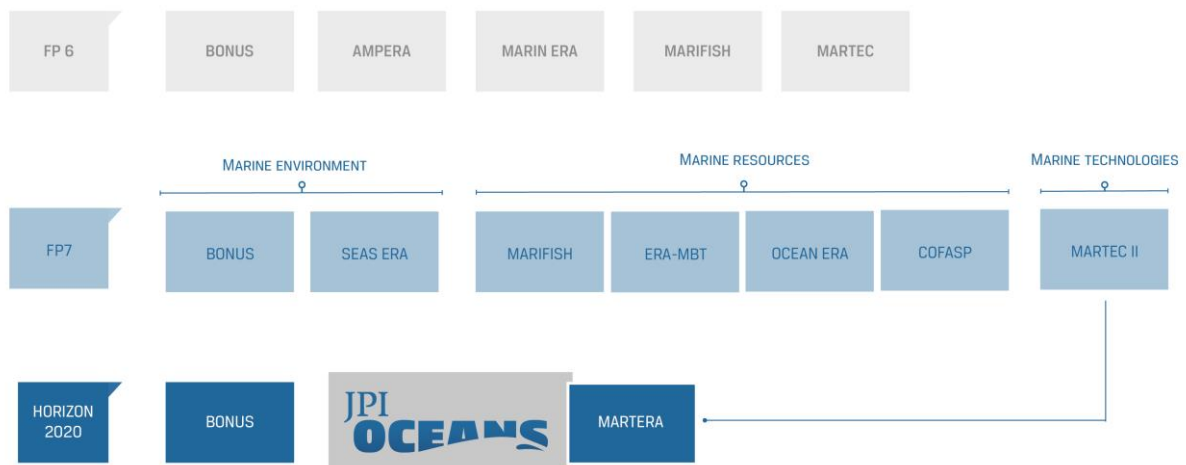 FP 6
BONUS
AMPERA
MARIN ERA
MARIFISH
MARTEC
MARINE ENVIRONMENT
MARINE RESOURCES
MARINE TECHNOLOGIES
FP7
BONUS
SEAS ERA
MARIFISH
ERA-MBT
OCEAN ERA
COFASP
MARTEC II
HORIZON
2020
BONUS
JPI
OCEANS
MARTERA